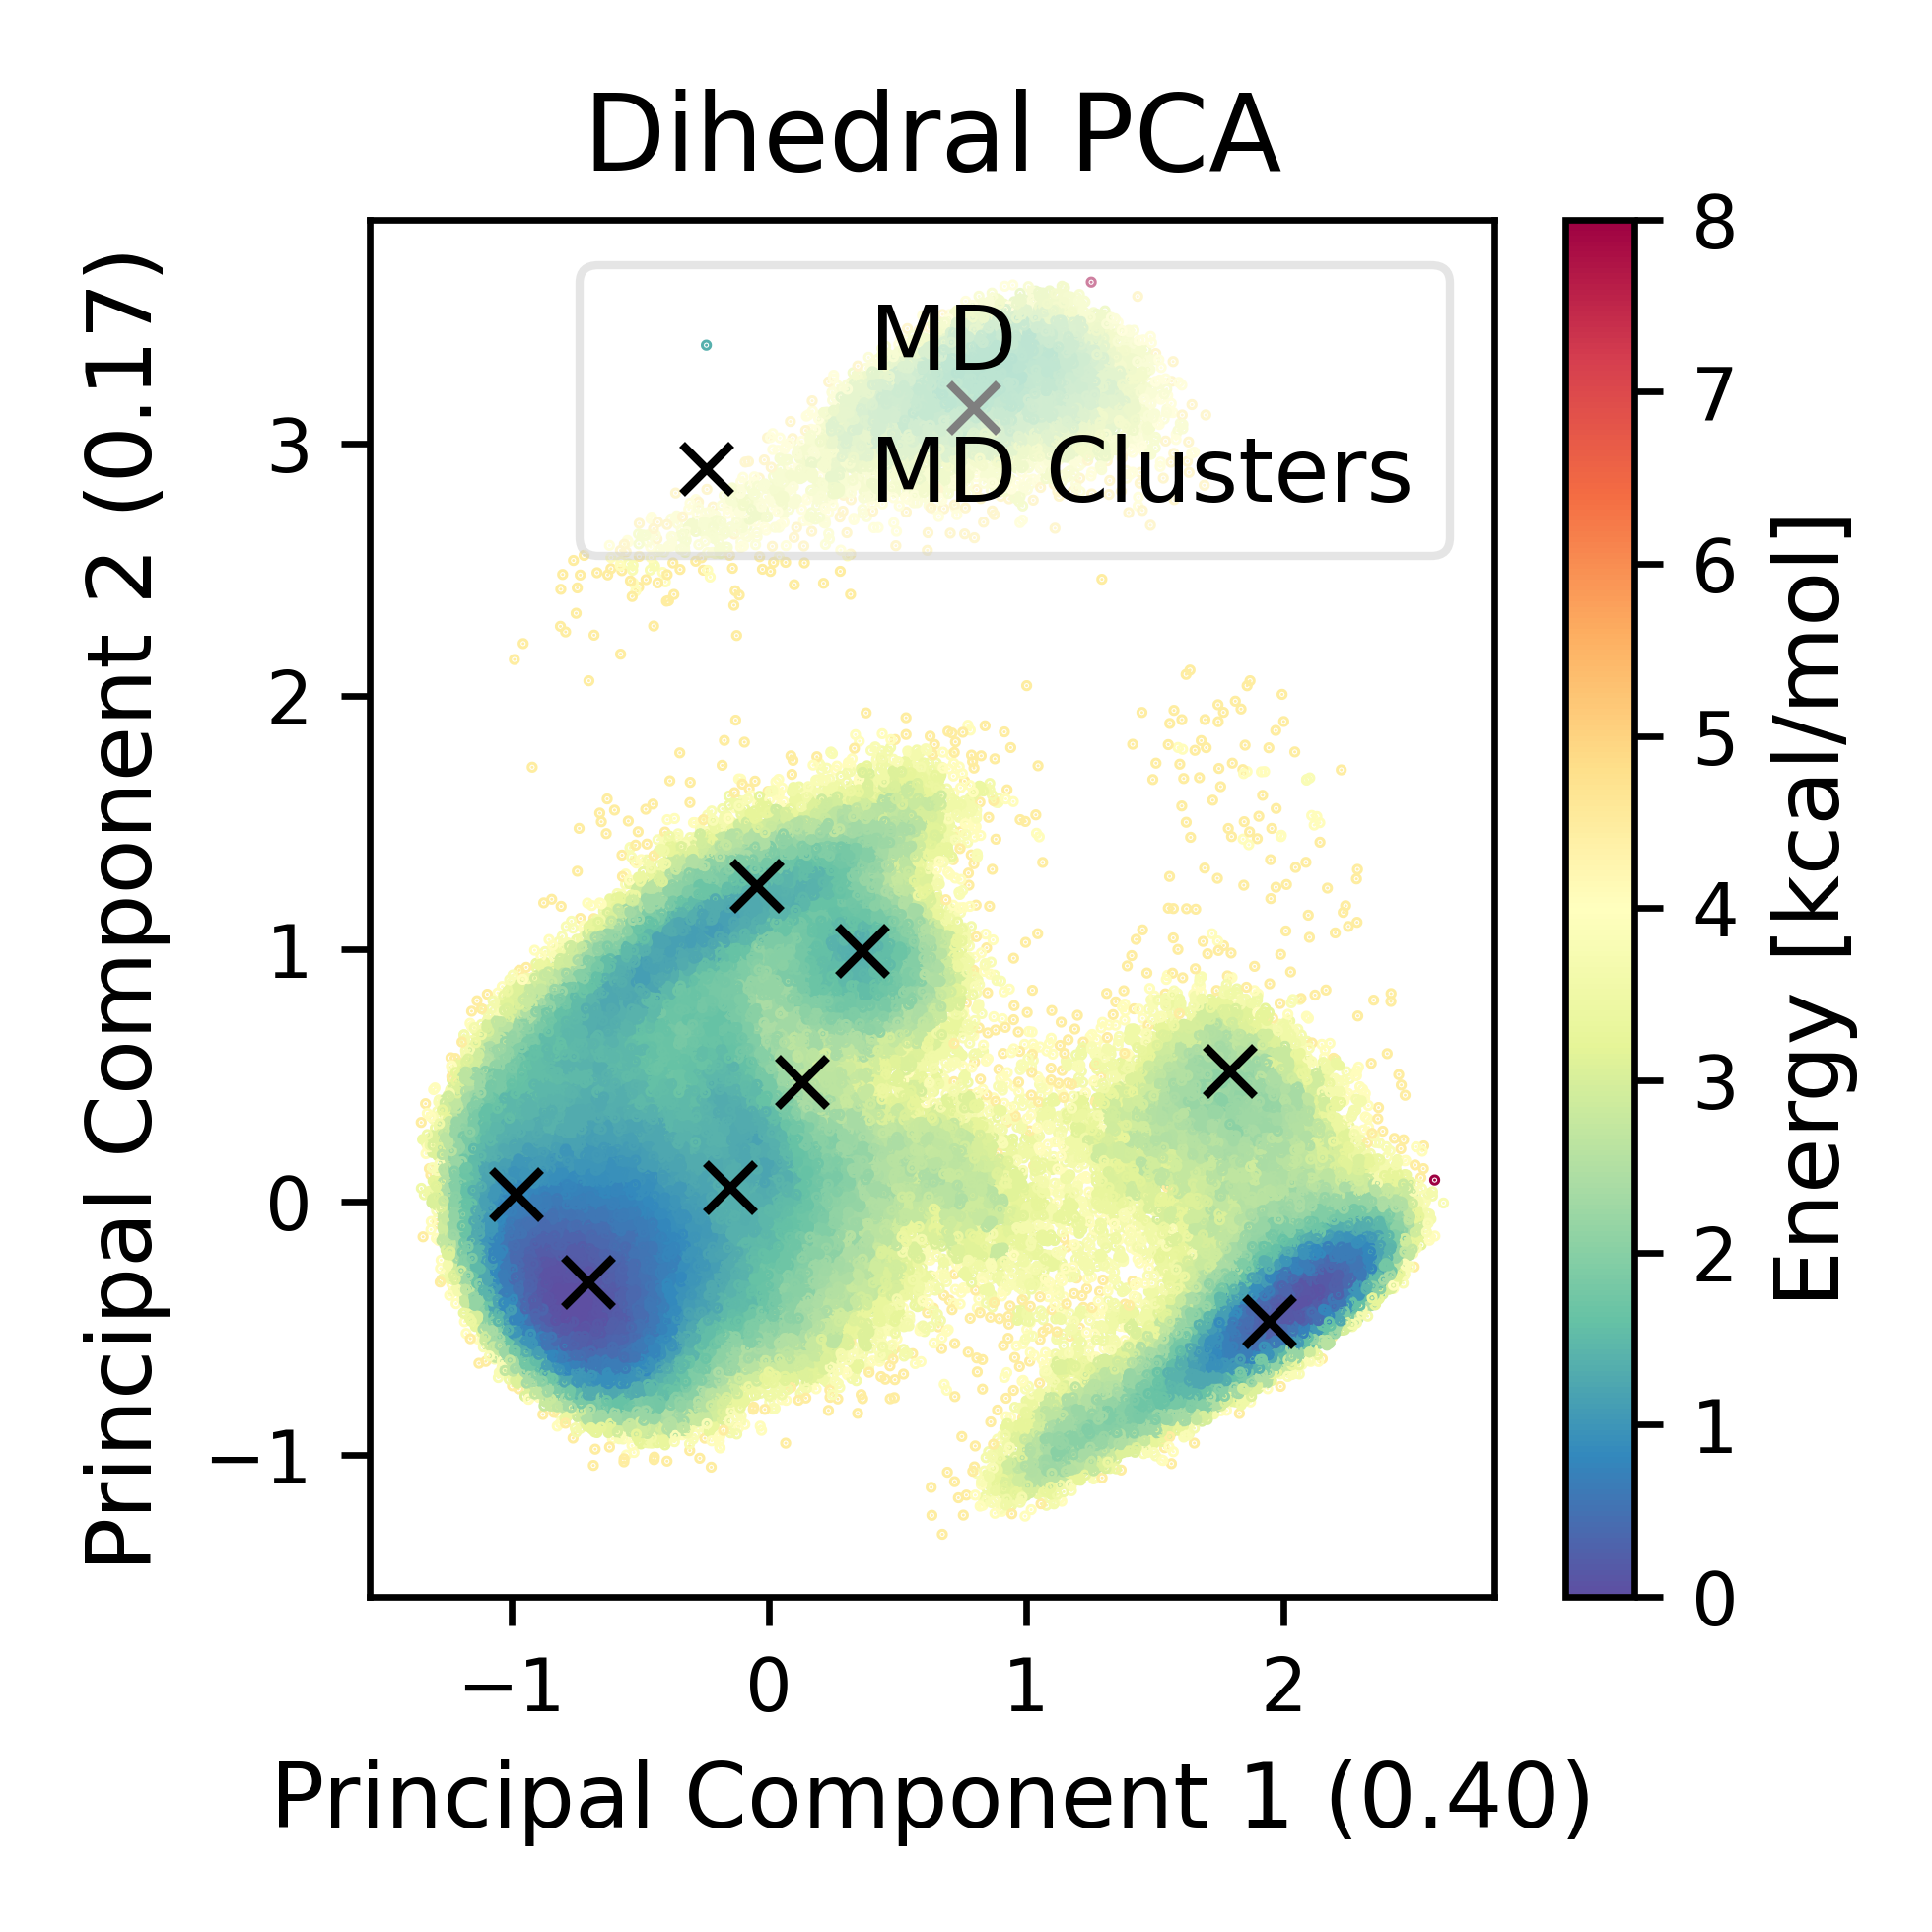 Dihedral PCA
MD
MD Clusters
Principal Component 2 (0.17)
3
2
1
0
−1
−1 0 1 2
Principal Component 1 (0.40)
8
7
6
5
4
3
2
1
0
Energy [kcal/mol]